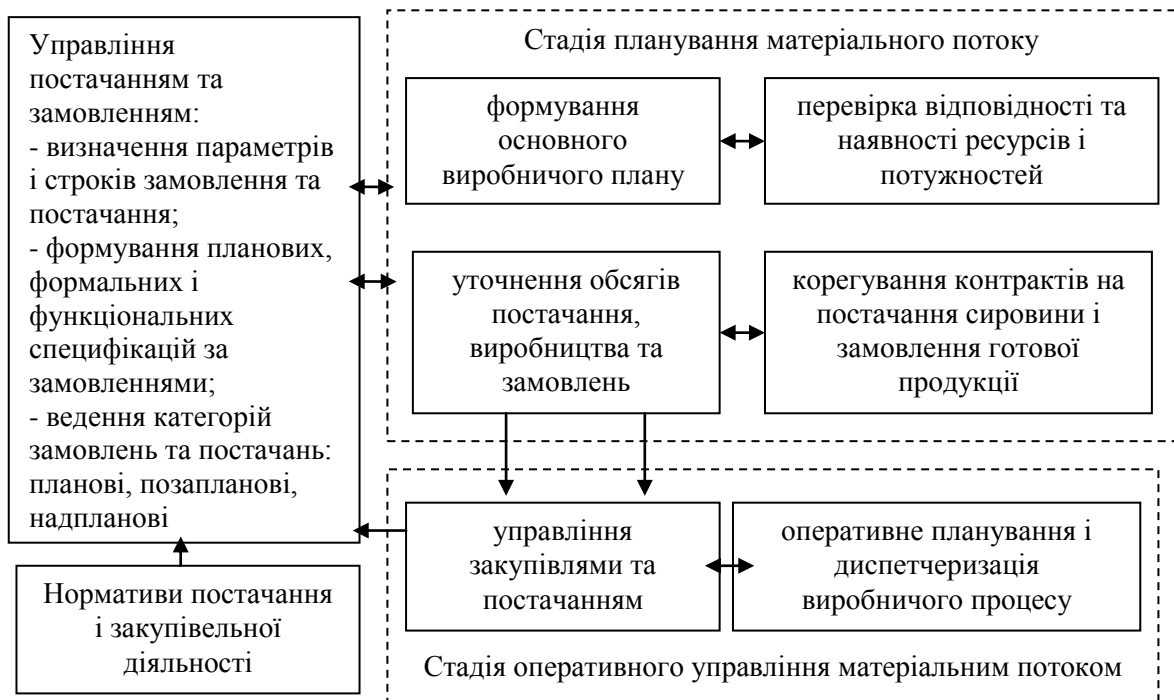 Управління
постачанням та
замовленням:
- визначення параметрів
і строків замовлення та
постачання;
- формування планових,
формальних і
функціональних
специфікацій за
замовленнями;
- ведення категорій
замовлень та постачань:
планові, позапланові,
надпланові
Нормативи постачання
і закупівельної
діяльності
Стадія планування матеріального потоку
формування
основного
виробничого плану
перевірка відповідності та
наявності ресурсів і
потужностей
уточнення обсягів
постачання,
виробництва та
замовлень
корегування контрактів на
постачання сировини і
замовлення готової
продукції
управління
закупівлями та
постачанням
оперативне планування і
диспетчеризація
виробничого процесу
Стадія оперативного управління матеріальним потоком